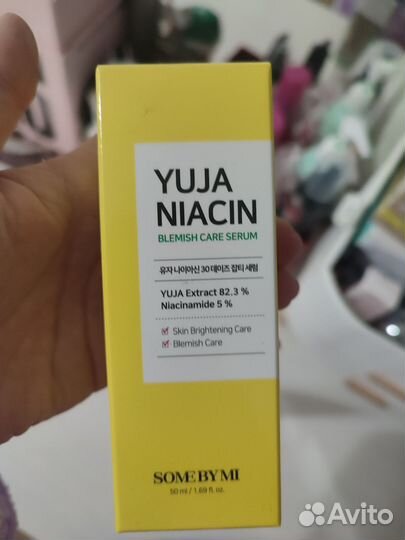 YUJA
NIACIN
BLEMISH CARE SERUM
유자 나이아신 30 데이즈 잡티 세럼
YUJA Extract 82.3 %
Niacinamide 5 %
Skin Brightening Care
Blemish Care
SOME BY MI
50 ml / 1.69 fl. oz.
Avito